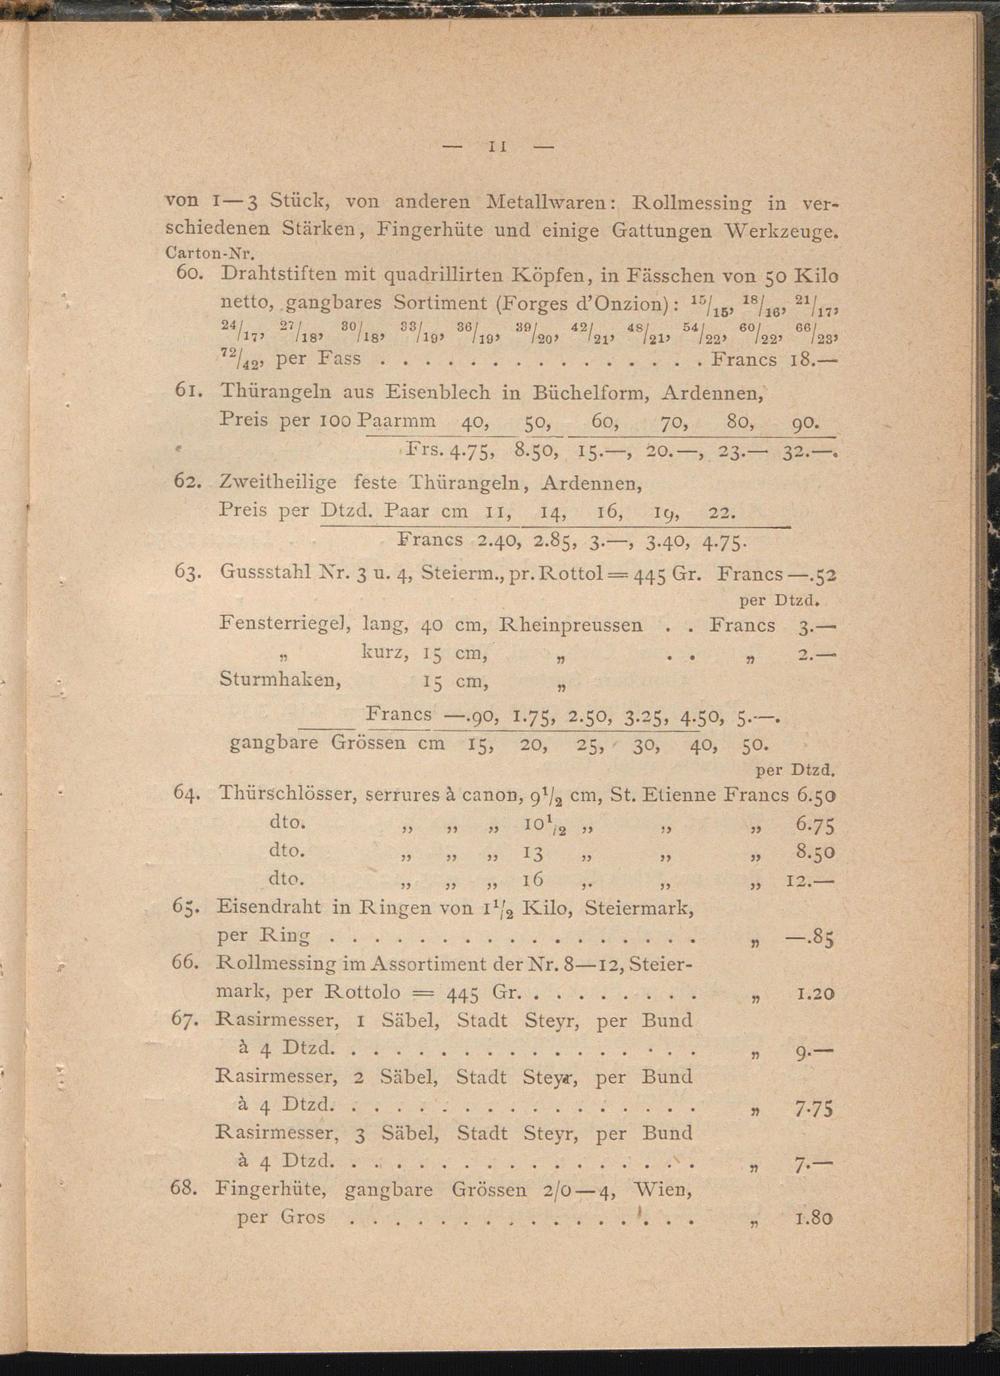 — 11 —
von 1—3 Stück, von anderen Metallwaren: Rollmessing in ver-
schiedenen Stärken, Fingerhüte und einige Gattungen Werkzeuge.
Carton-Nr.
60. Drahtstiften mit quadrillirten Köpfen, in Fässchen von 50 Kilo
netto, gangbares Sortiment (Forges d'Onzion): 15/15, 18/16, 21/17,
24/17, 27/18, 30/18, 33/19, 36/19, 39/20, 42/21, 48/21, 54/22, 60/22, 66/23,
72/42, per Fass . . . . . . . . . . . . . . . Francs 18.—
61. Thürangeln aus Eisenblech in Büchelform, Ardennen,
Preis per 100 Paarmm 40, 50, 60, 70, 80, 90.
Frs. 4.75, 8.50, 15.—, 20.—, 23.— 32.—.
62. Zweitheilige feste Thürangeln, Ardennen,
Preis per Dtzd. Paar cm 11, 14, 16, 19, 22.
Francs 2.40, 2.85, 3.—, 3.40, 4.75.
63. Gussstahl Nr. 3 u. 4, Steierm., pr. Rottol = 445 Gr. Francs —.52
per Dtzd.
Fensterriegel, lang, 40 cm, Rheinpreussen . . Francs 3.—
„ kurz, 15 cm, „ . . „ 2.—
Sturmhaken, 15 cm, „
Francs —.90, 1.75, 2.50, 3.25, 4.50, 5.—.
gangbare Grössen cm 15, 20, 25, 30, 40, 50.
per Dtzd.
64. Thürschlösser, serrures à canon, 9 1/2 cm, St. Etienne Francs 6.50
dto. „ „ „ 10 1/2 „ „ „ 6.75
dto. „ „ „ 13 „ „ „ 8.50
dto. „ „ „ 16 „ „ „ 12.—
65. Eisendraht in Ringen von 1 1/2 Kilo, Steiermark,
per Ring . . . . . . . . . . . . . . . . . „ —.85
66. Rollmessing im Assortiment der Nr. 8—12, Steier-
mark, per Rottolo = 445 Gr. . . . . . . . . „ 1.20
67. Rasirmesser, 1 Säbel, Stadt Steyr, per Bund
à 4 Dtzd. . . . . . . . . . . . . . . . . „ 9.—
Rasirmesser, 2 Säbel, Stadt Steyr, per Bund
à 4 Dtzd. . . . . . . . . . . . . . . . . „ 7.75
Rasirmesser, 3 Säbel, Stadt Steyr, per Bund
à 4 Dtzd. . . . . . . . . . . . . . . . . „ 7.—
68. Fingerhüte, gangbare Grössen 2/0—4, Wien,
per Gros . . . . . . . . . . . . . . . . „ 1.80